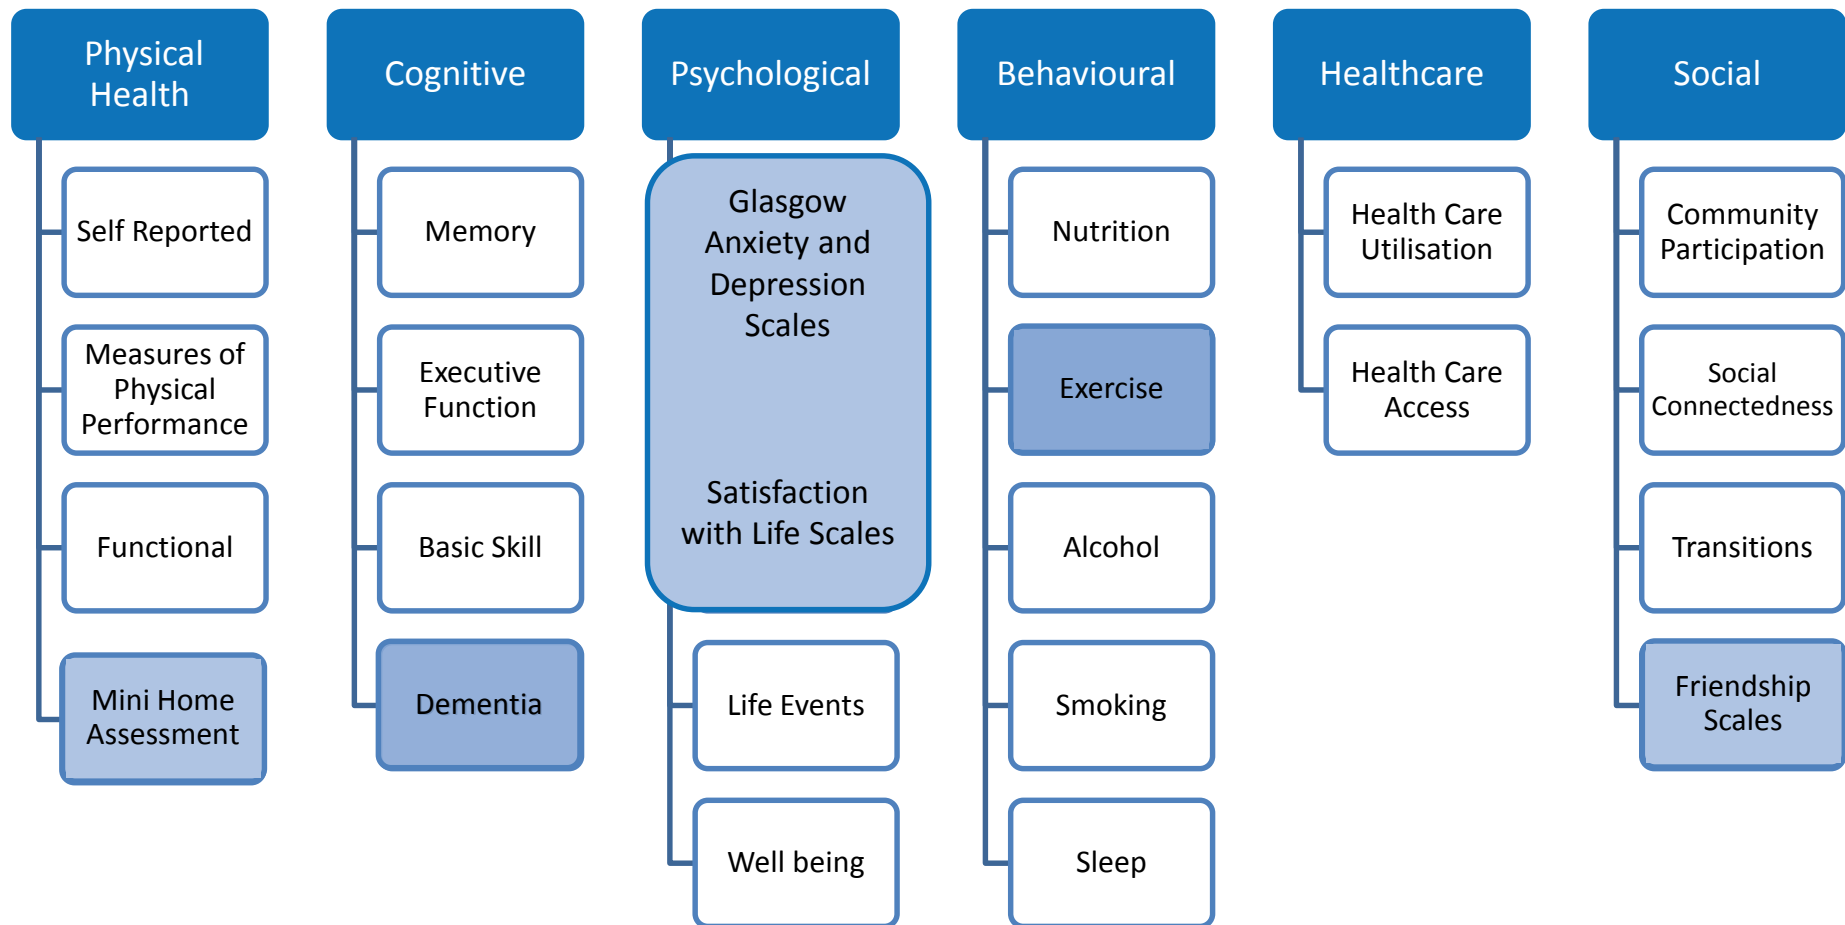 Physical
Health
Cognitive
Psychological
Behavioural
Healthcare
Social
Self Reported
Measures of
Physical
Performance
Functional
Mini Home
Assessment
Memory
Executive
Function
Basic Skill
Dementia
Glasgow
Anxiety and
Depression
Scales
Satisfaction
with Life Scales
Life Events
Well being
Nutrition
Exercise
Alcohol
Smoking
Sleep
Health Care
Utilisation
Health Care
Access
Community
Participation
Social
Connectedness
Transitions
Friendship
Scales